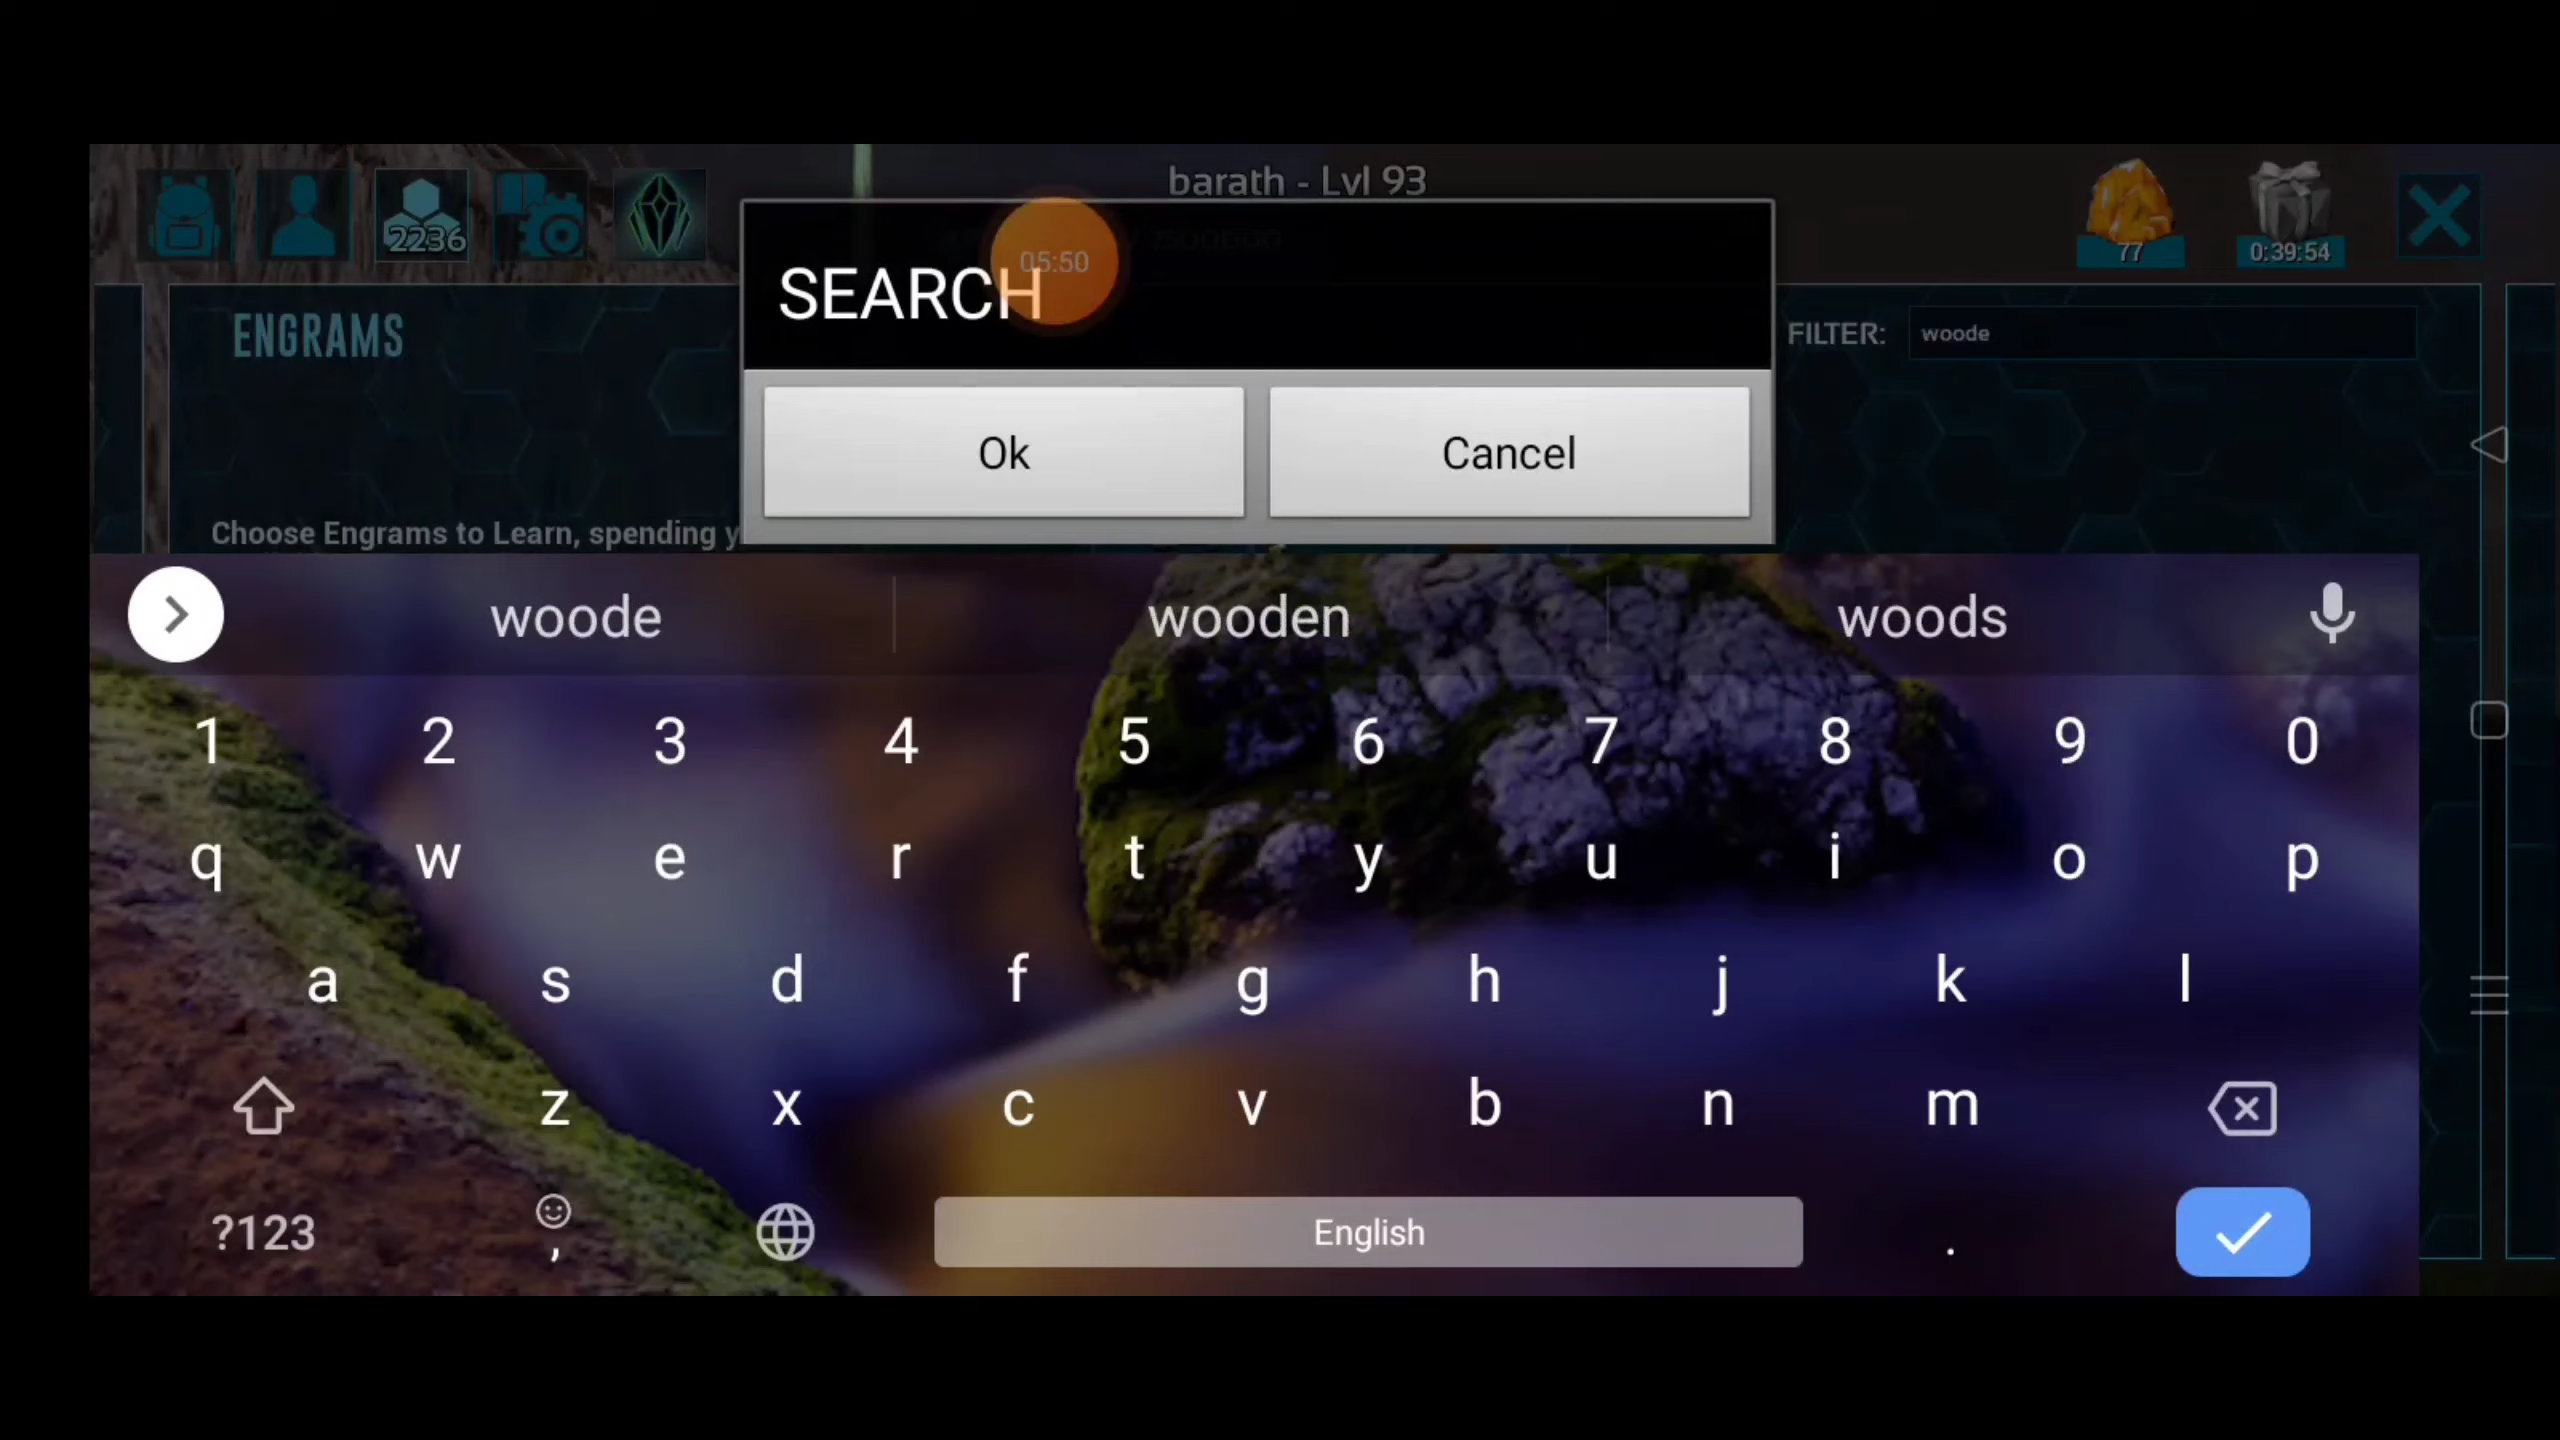 barath - Lvl 93
2236
77
0:39:54
05:50
SEARCH
ENGRAMS
FILTER:
woode
Ok
Cancel
Choose Engrams to Learn, spending y
woode
wooden
woods
1 2 3 4 5 6 7 8 9 0
q w e r t y u i o p
a s d f g h j k l
z x c v b n m
?123
,
English
.